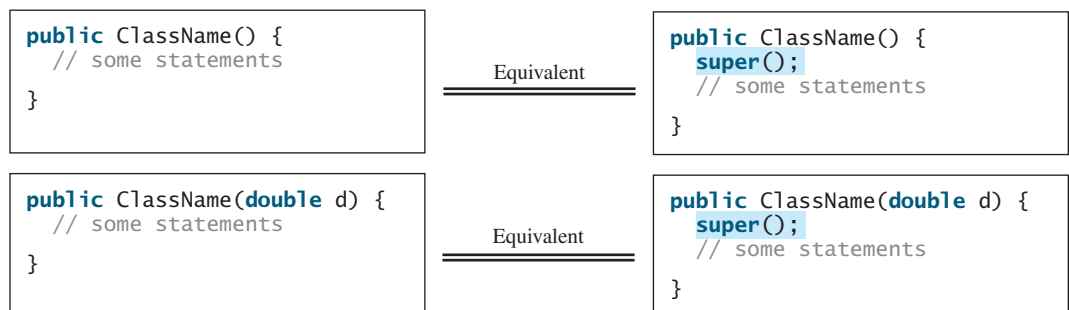 public ClassName() {
// some statements
}
Equivalent
public ClassName() {
super();
// some statements
}
public ClassName(double d) {
// some statements
}
Equivalent
public ClassName(double d) {
super();
// some statements
}